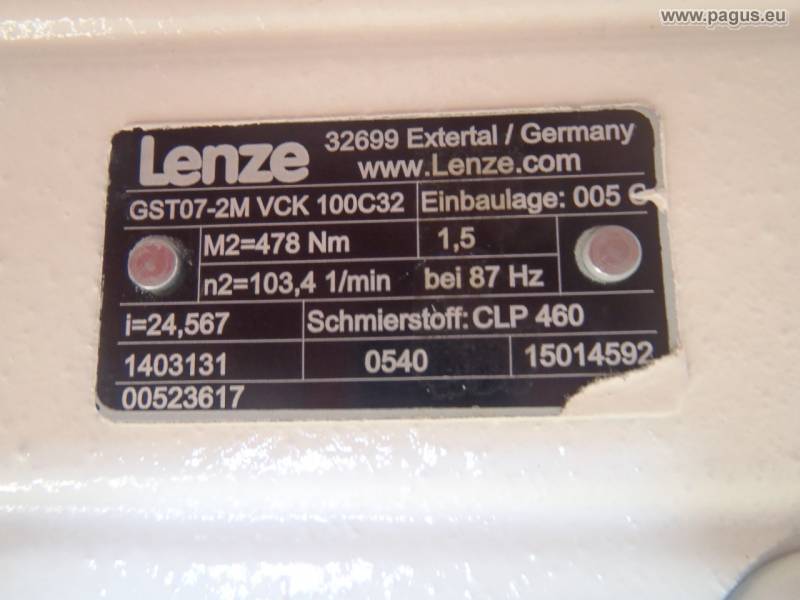 www.pagus.eu
Lenze 32699 Extertal / Germany
www.Lenze.com
GST07-2M VCK 100C32 Einbaulage: 005
M2=478 Nm 1,5
n2=103,4 1/min bei 87 Hz
i=24,567 Schmierstoff: CLP 460
1403131 0540 15014592
00523617